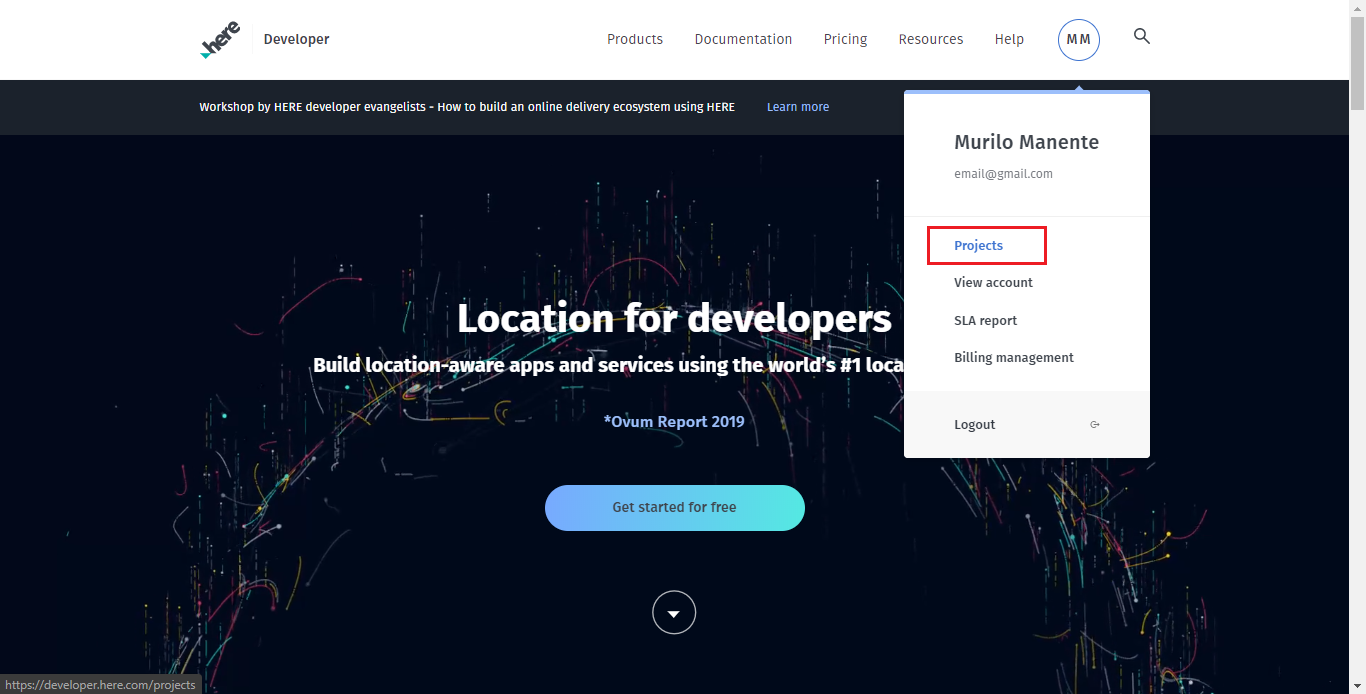 here
Developer
Products
Documentation
Pricing
Resources
Help
MM
Workshop by HERE developer evangelists - How to build an online delivery ecosystem using HERE
Learn more
Murilo Manente
email@gmail.com
Projects
View account
SLA report
Billing management
Logout
Location for developers
Build location-aware apps and services using the world’s #1 loca
*Ovum Report 2019
Get started for free
https://developer.here.com/projects